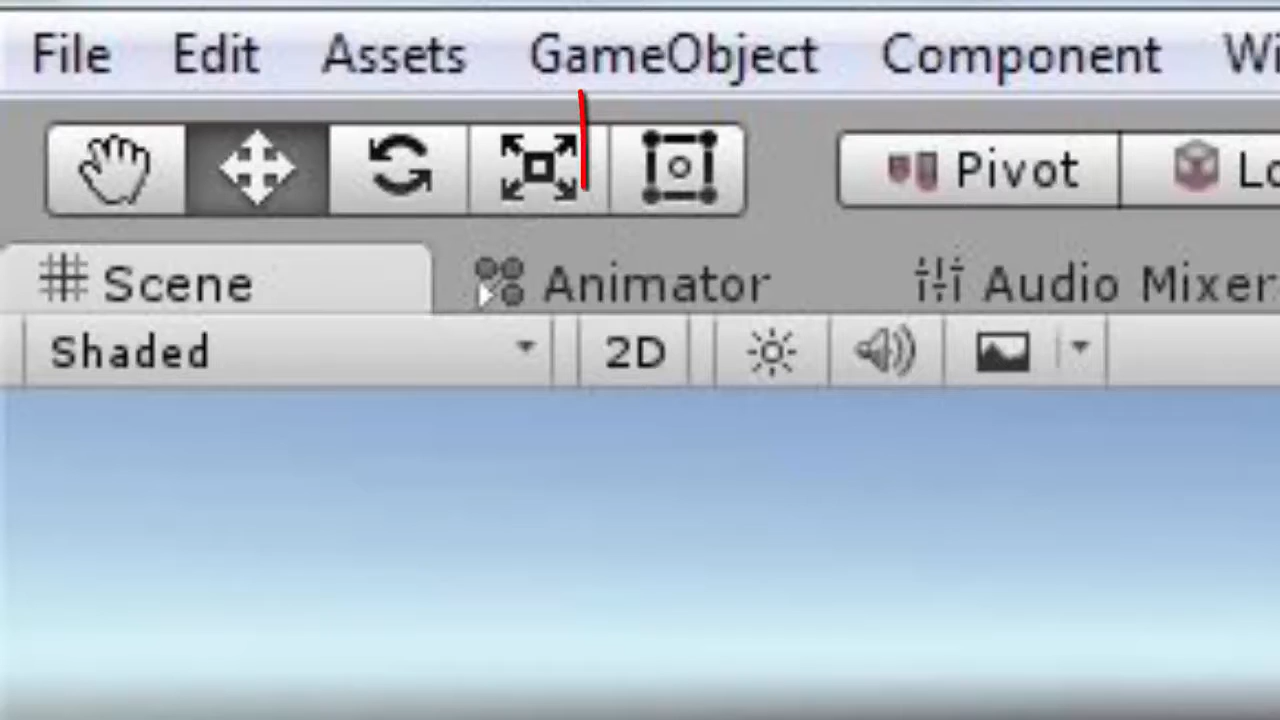 File Edit Assets GameObject Component
Pivot
Scene Animator Audio Mixer
Shaded 2D